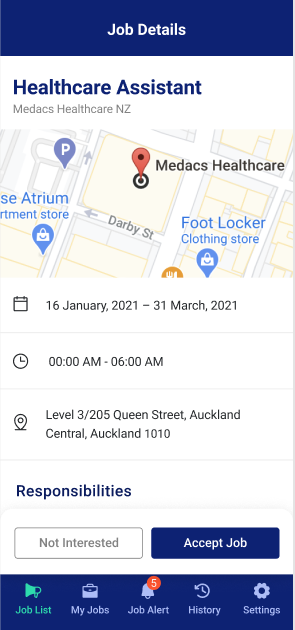 Job Details
Healthcare Assistant
Medacs Healthcare NZ
P
Medacs Healthcare
se Atrium
rtment store
Darby St
Foot Locker
Clothing store
16 January, 2021 – 31 March, 2021
00:00 AM - 06:00 AM
Level 3/205 Queen Street, Auckland
Central, Auckland 1010
Responsibilities
Not Interested
Accept Job
5
Job List
My Jobs
Job Alert
History
Settings